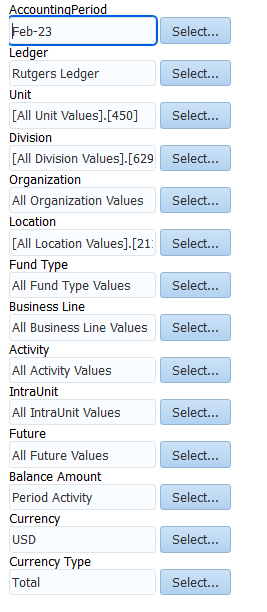 AccountingPeriod
Feb-23 Select...
Ledger
Rutgers Ledger Select...
Unit
[All Unit Values].[450] Select...
Division
[All Division Values].[629 Select...
Organization
All Organization Values Select...
Location
[All Location Values].[21 Select...
Fund Type
All Fund Type Values Select...
Business Line
All Business Line Values Select...
Activity
All Activity Values Select...
IntraUnit
All IntraUnit Values Select...
Future
All Future Values Select...
Balance Amount
Period Activity Select...
Currency
USD Select...
Currency Type
Total Select...